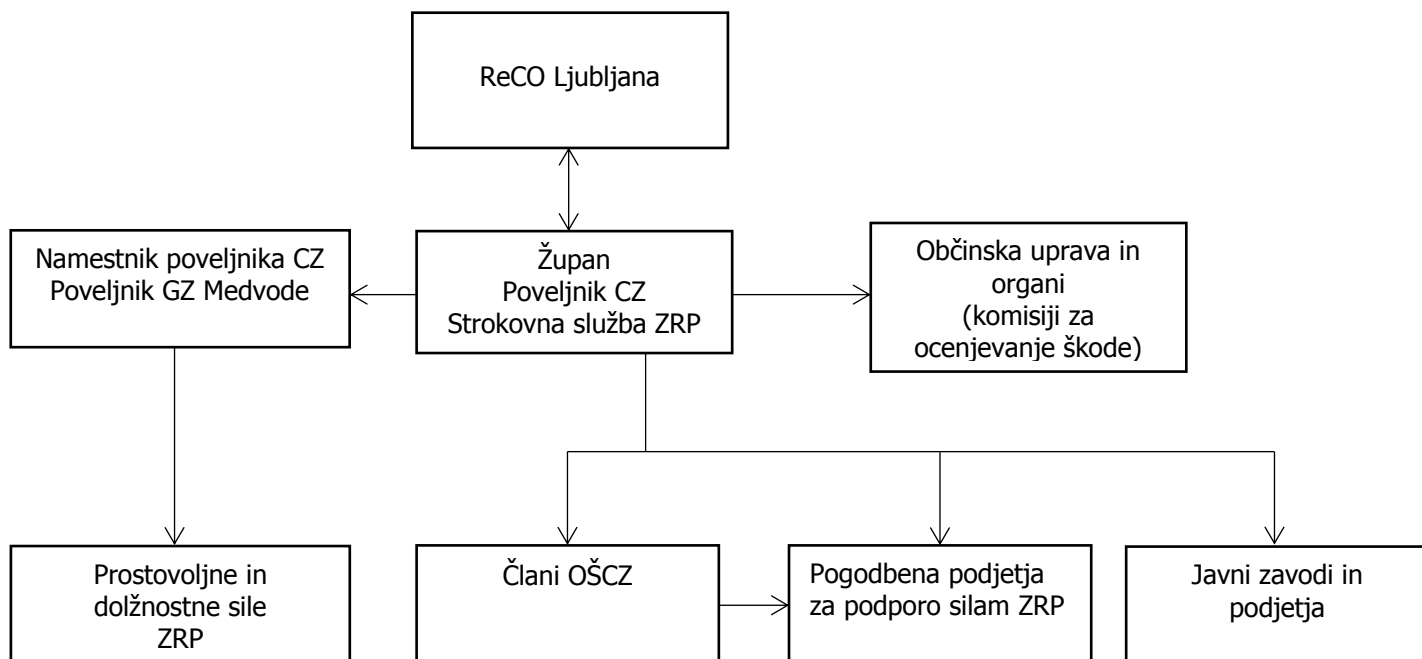 ReCO Ljubljana
Namestnik poveljnika CZ
Poveljnik GZ Medvode
Župan
Poveljnik CZ
Strokovna služba ZRP
Občinska uprava in
organi
(komisiji za
ocenjevanje škode)
Prostovoljne in
dolžnostne sile
ZRP
Člani OŠCZ
Pogodbena podjetja
za podporo silam ZRP
Javni zavodi in
podjetja